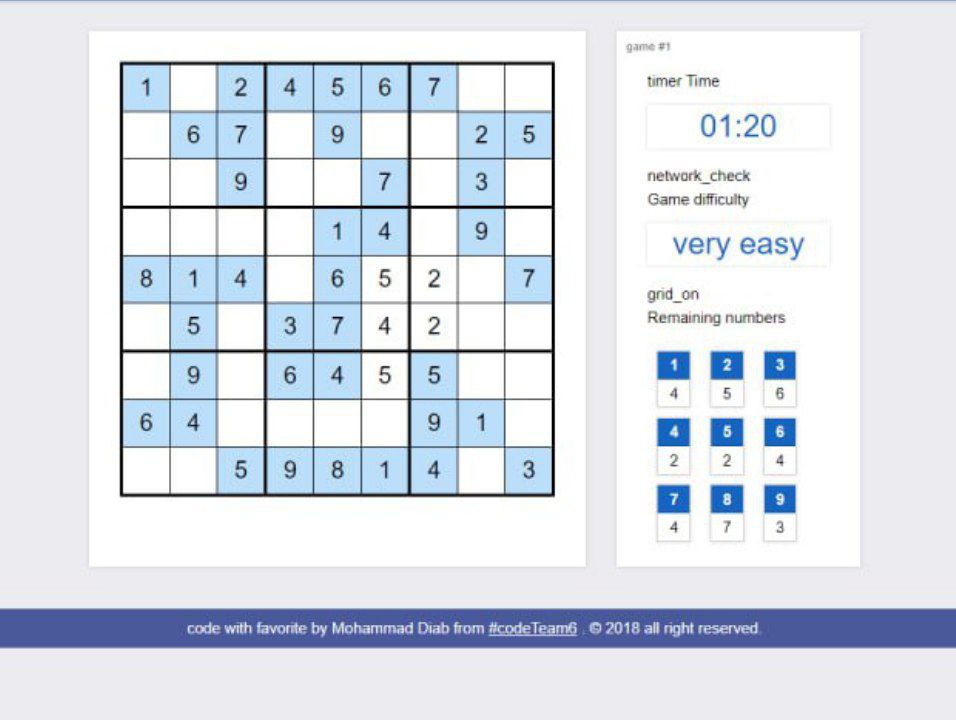 game #1
timer Time
01:20
network_check
Game difficulty
very easy
grid_on
Remaining numbers
1 2 3
4 5 6
4 5 6
2 2 4
7 8 9
4 7 3
1 2 4 5 6 7
6 7 9 2 5
9 7 3
1 4 9
8 1 4 6 5 2 7
5 3 7 4 2
9 6 4 5 5
6 4 9 1
5 9 8 1 4 3
code with favorite by Mohammad Diab from #codeTeam6 . © 2018 all right reserved.